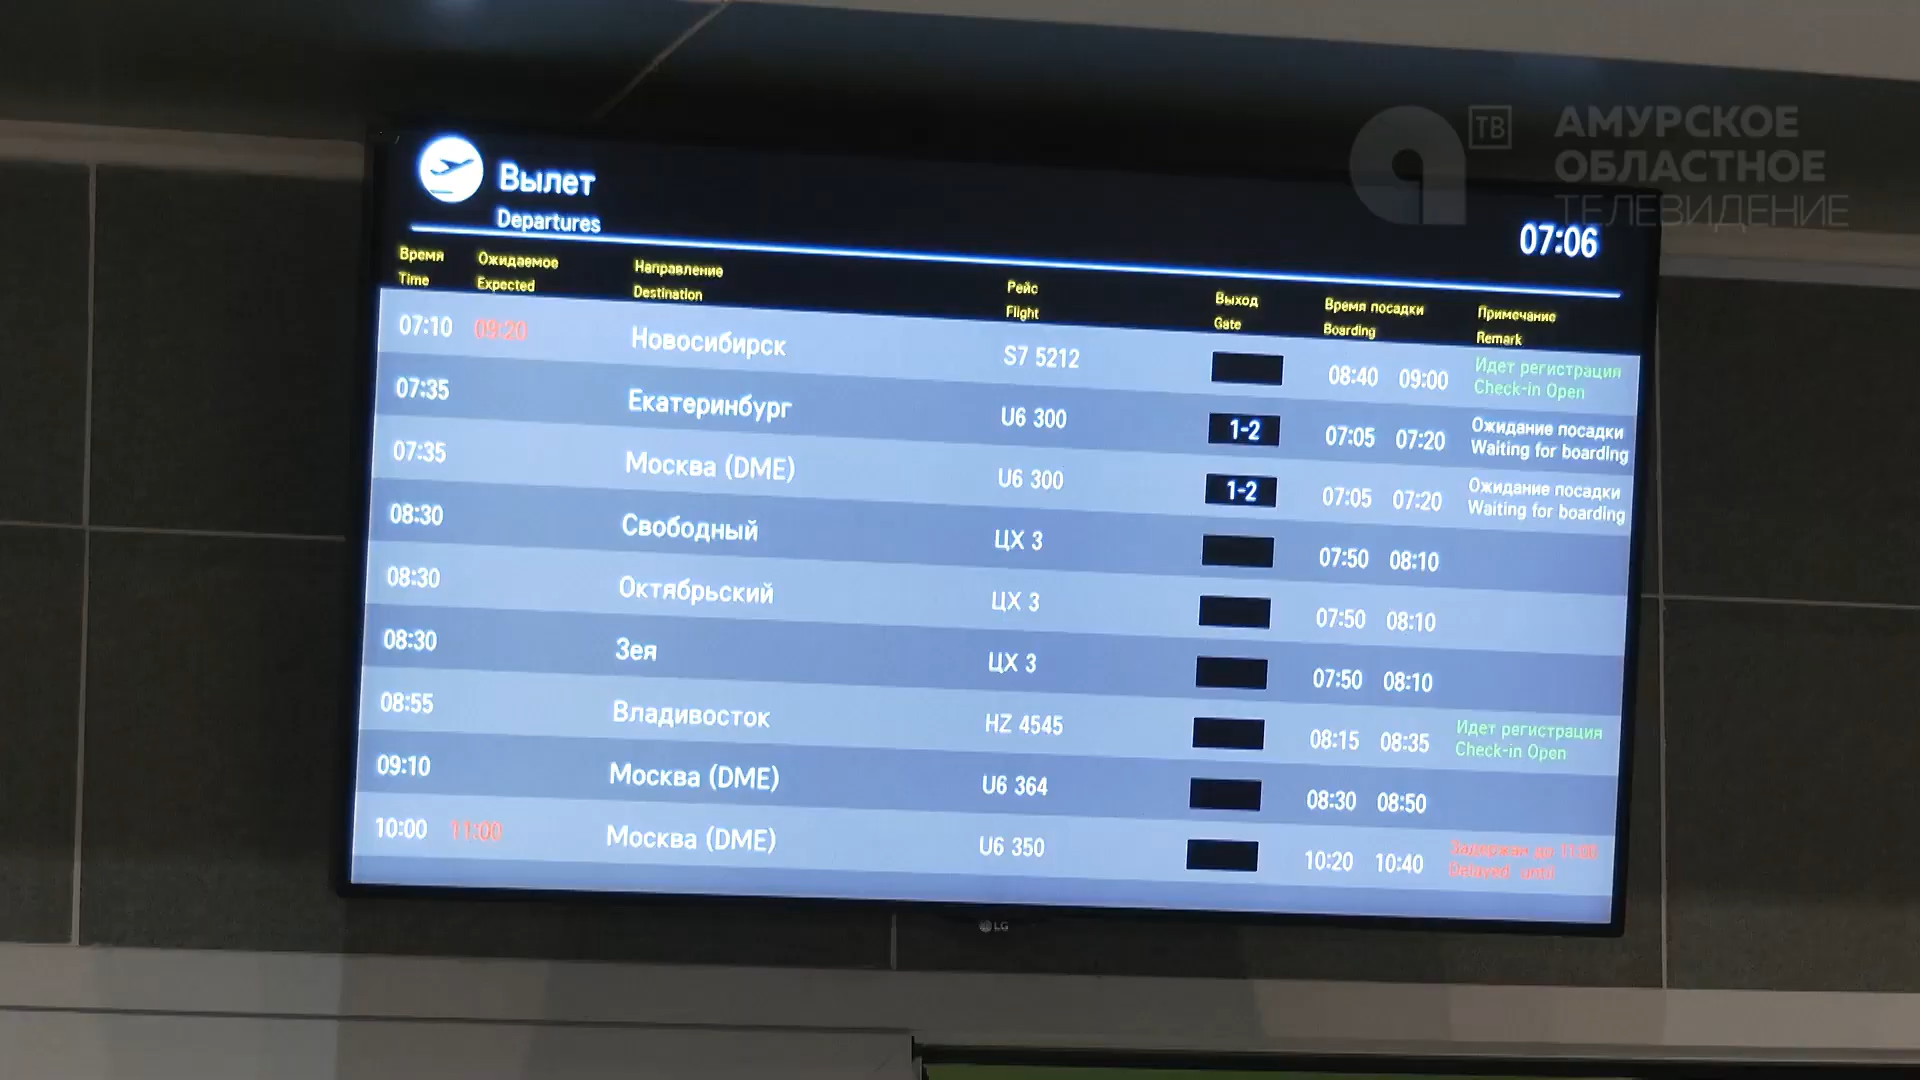 ТВ АМУРСКОЕ
ОБЛАСТНОЕ
ТЕЛЕВИДЕНИЕ
Вылет
Departures
07:06
Время Ожидаемое Направление Рейс Выход Время посадки Примечание
Time Expected Destination Flight Gate Boarding Remark
07:10 09:20 Новосибирск S7 5212 08:40 09:00 Идет регистрация
Check-in Open
07:35 Екатеринбург U6 300 1-2 07:05 07:20 Ожидание посадки
Waiting for boarding
07:35 Москва (DME) U6 300 1-2 07:05 07:20 Ожидание посадки
Waiting for boarding
08:30 Свободный ЦХ 3 07:50 08:10
08:30 Октябрьский ЦХ 3 07:50 08:10
08:30 Зея ЦХ 3 07:50 08:10
08:55 Владивосток HZ 4545 08:15 08:35 Идет регистрация
Check-in Open
09:10 Москва (DME) U6 364 08:30 08:50
10:00 11:00 Москва (DME) U6 350 10:20 10:40 Задержан до 11:00
Delayed until
LG